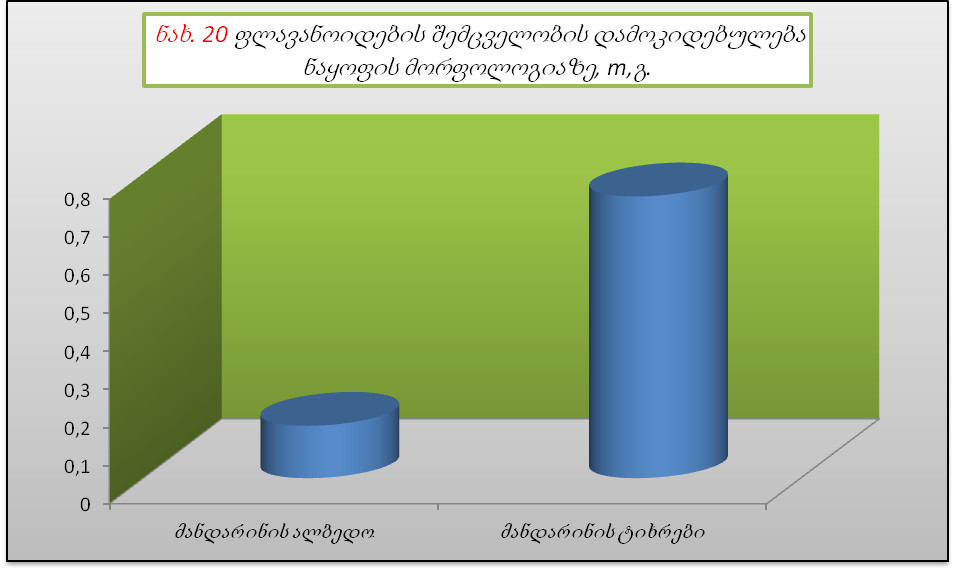 ნახ. 20 ფლავანოიდების შემცველობის დამოკიდებულება
ნაყოფის მორფოლოგიაზე, m,გ.
0,8
0,7
0,6
0,5
0,4
0,3
0,2
0,1
0
მანდარინის ალბედო
მანდარინის ტიხრები